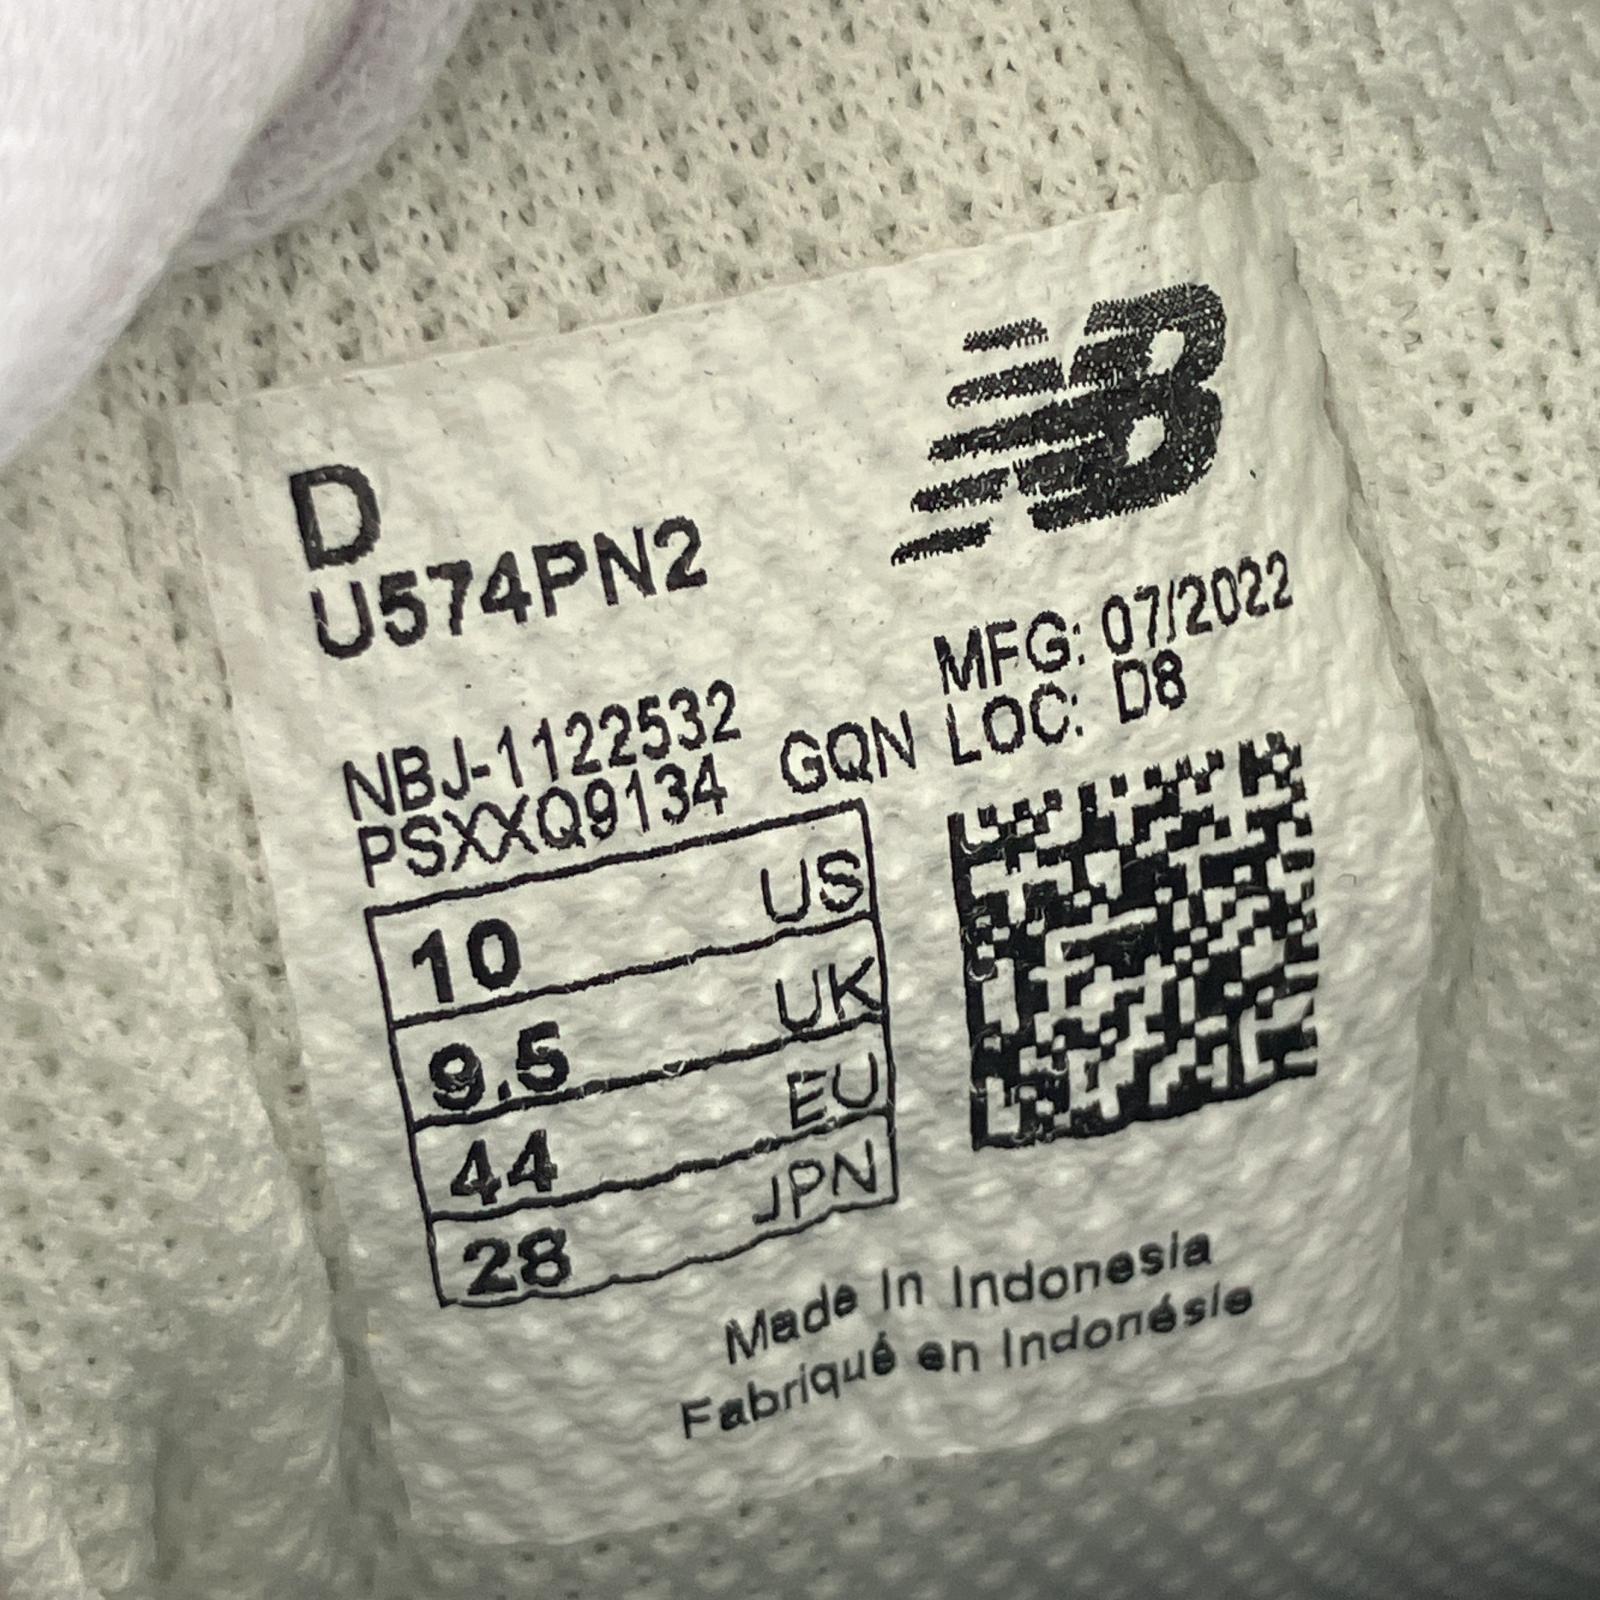 D
U574PN2
NBJ-1122532
PSXXQ9134 GQN
MFG: 07/2022
LOC: D8
10 US
9.5 UK
44 EU
28 JPN
Made In Indonesia
Fabriqué en Indonésie